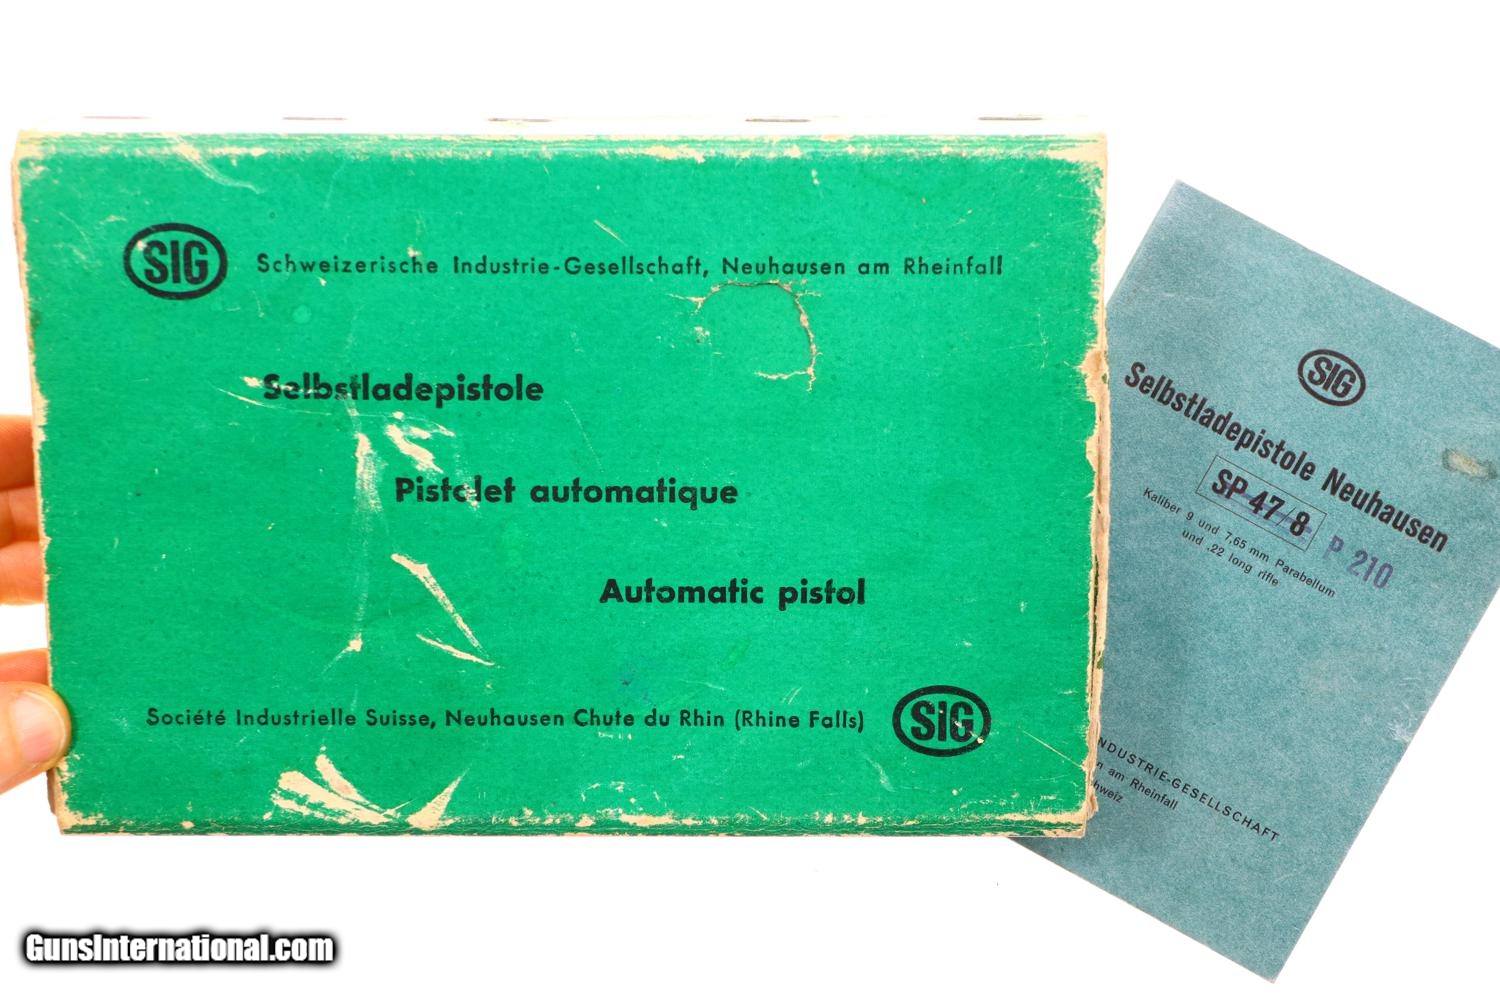 SIG
Schweizerische Industrie-Gesellschaft, Neuhausen am Rheinfall
Selbstladepistole
Pistolet automatique
Automatic pistol
Société Industrielle Suisse, Neuhausen Chute du Rhin (Rhine Falls)
SIG
SIG
Selbstladepistole Neuhausen
SP 47/8
P 210
Kaliber 9 und 7,65 mm Parabellum
und .22 long rifle
INDUSTRIE-GESELLSCHAFT
am Rheinfall
GunsInternational.com